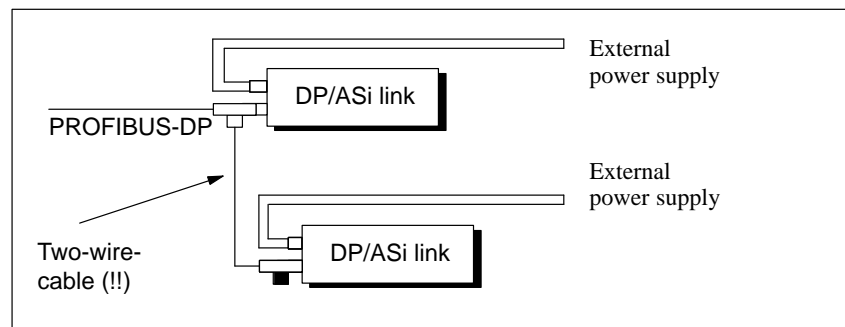 External
power supply
DP/ASi link
PROFIBUS-DP
External
power supply
Two-wire-
cable (!!)
DP/ASi link